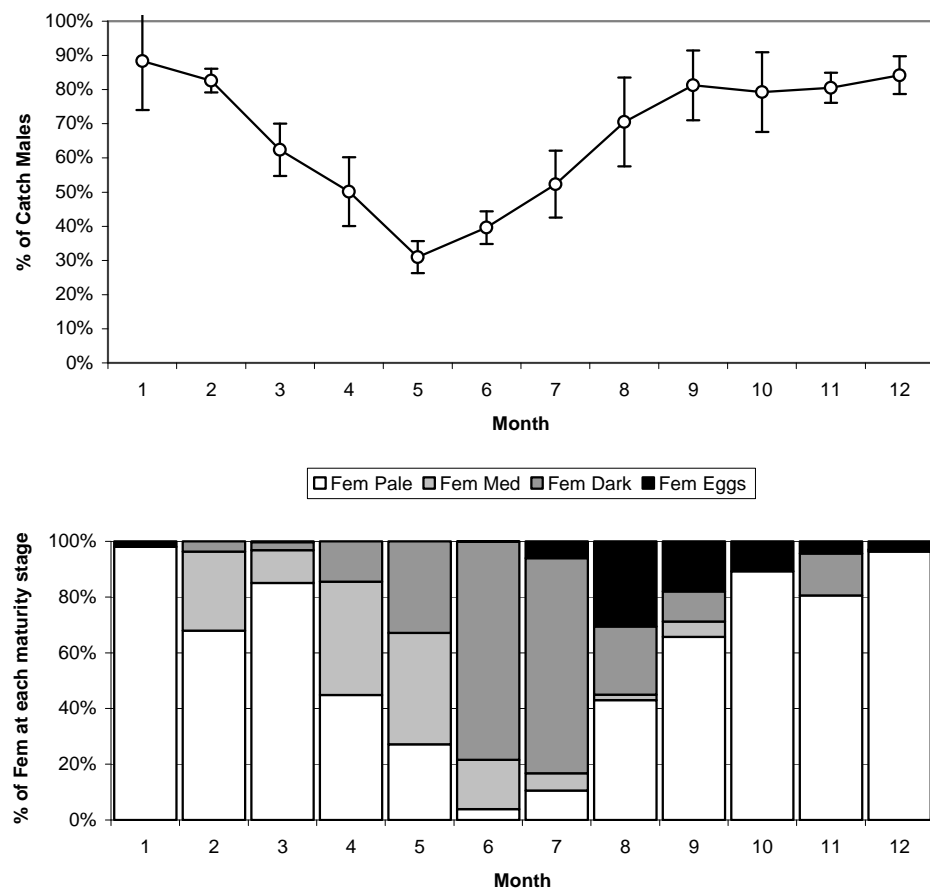 100%
90%
80%
70%
60%
50%
40%
30%
20%
10%
0%
% of Catch Males
1 2 3 4 5 6 7 8 9 10 11 12
Month
Fem Pale Fem Med Fem Dark Fem Eggs
100%
80%
60%
40%
20%
0%
% of Fem at each maturity stage
1 2 3 4 5 6 7 8 9 10 11 12
Month